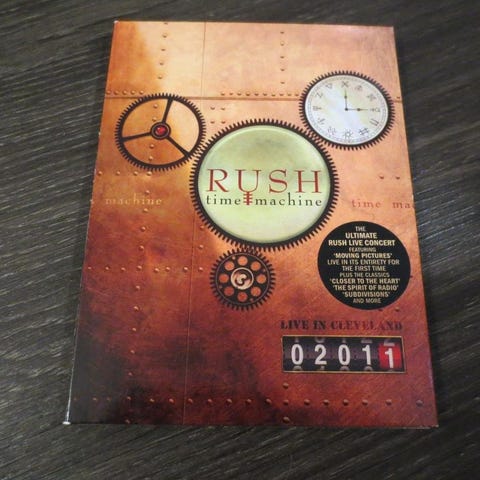 RUSH
time machine
machine
time ma
THE
ULTIMATE
RUSH LIVE CONCERT
FEATURING
'MOVING PICTURES'
LIVE IN ITS ENTIRETY FOR
THE FIRST TIME
PLUS THE CLASSICS
'CLOSER TO THE HEART'
'THE SPIRIT OF RADIO'
'SUBDIVISIONS'
AND MORE
LIVE IN CLEVELAND
02011